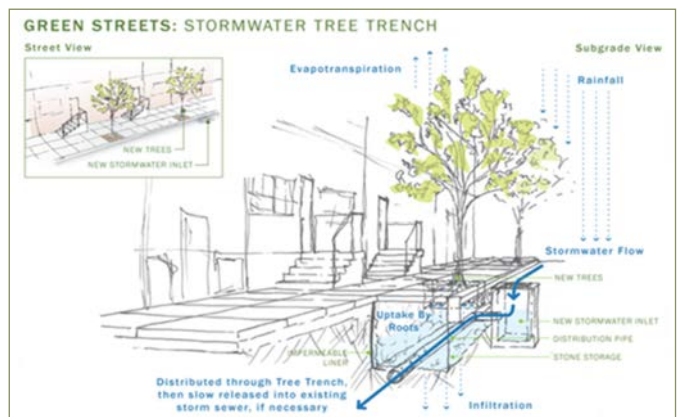 GREEN STREETS: STORMWATER TREE TRENCH
Street View
Subgrade View
Evapotranspiration
Rainfall
NEW TREES
NEW STORMWATER INLET
Stormwater Flow
NEW TREES
Uptake By
Roots
NEW STORMWATER INLET
DISTRIBUTION PIPE
IMPERMEABLE
LINER
STONE STORAGE
Distributed through Tree Trench,
then slow released into existing
storm sewer, if necessary
Infiltration